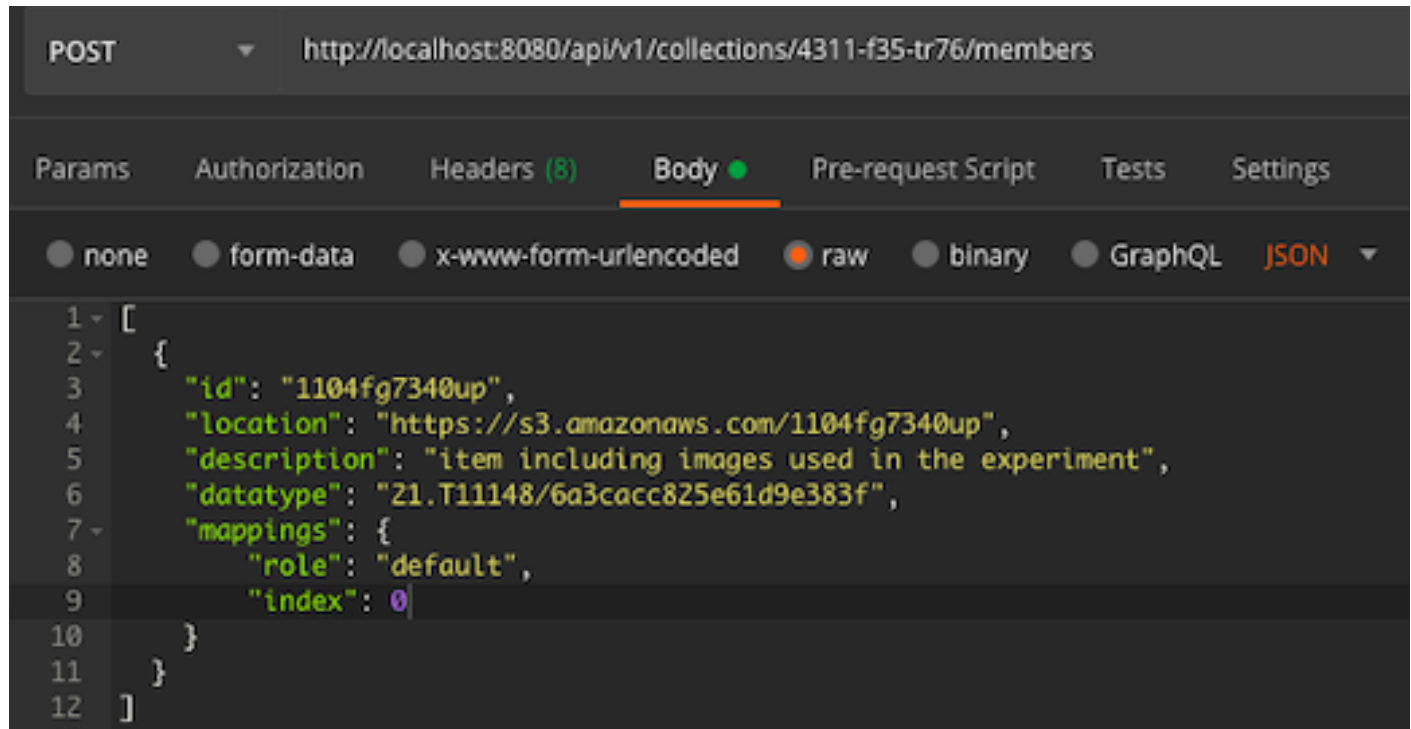 POST http://localhost:8080/api/v1/collections/4311-f35-tr76/members
Params Authorization Headers (8) Body Pre-request Script Tests Settings
none form-data x-www-form-urlencoded raw binary GraphQL JSON
1 [
2 {
3 "id": "1104fg7340up",
4 "location": "https://s3.amazonaws.com/1104fg7340up",
5 "description": "item including images used in the experiment",
6 "datatype": "21.T11148/6a3cacc825e61d9e383f",
7 "mappings": {
8 "role": "default",
9 "index": 0
10 }
11 }
12 ]